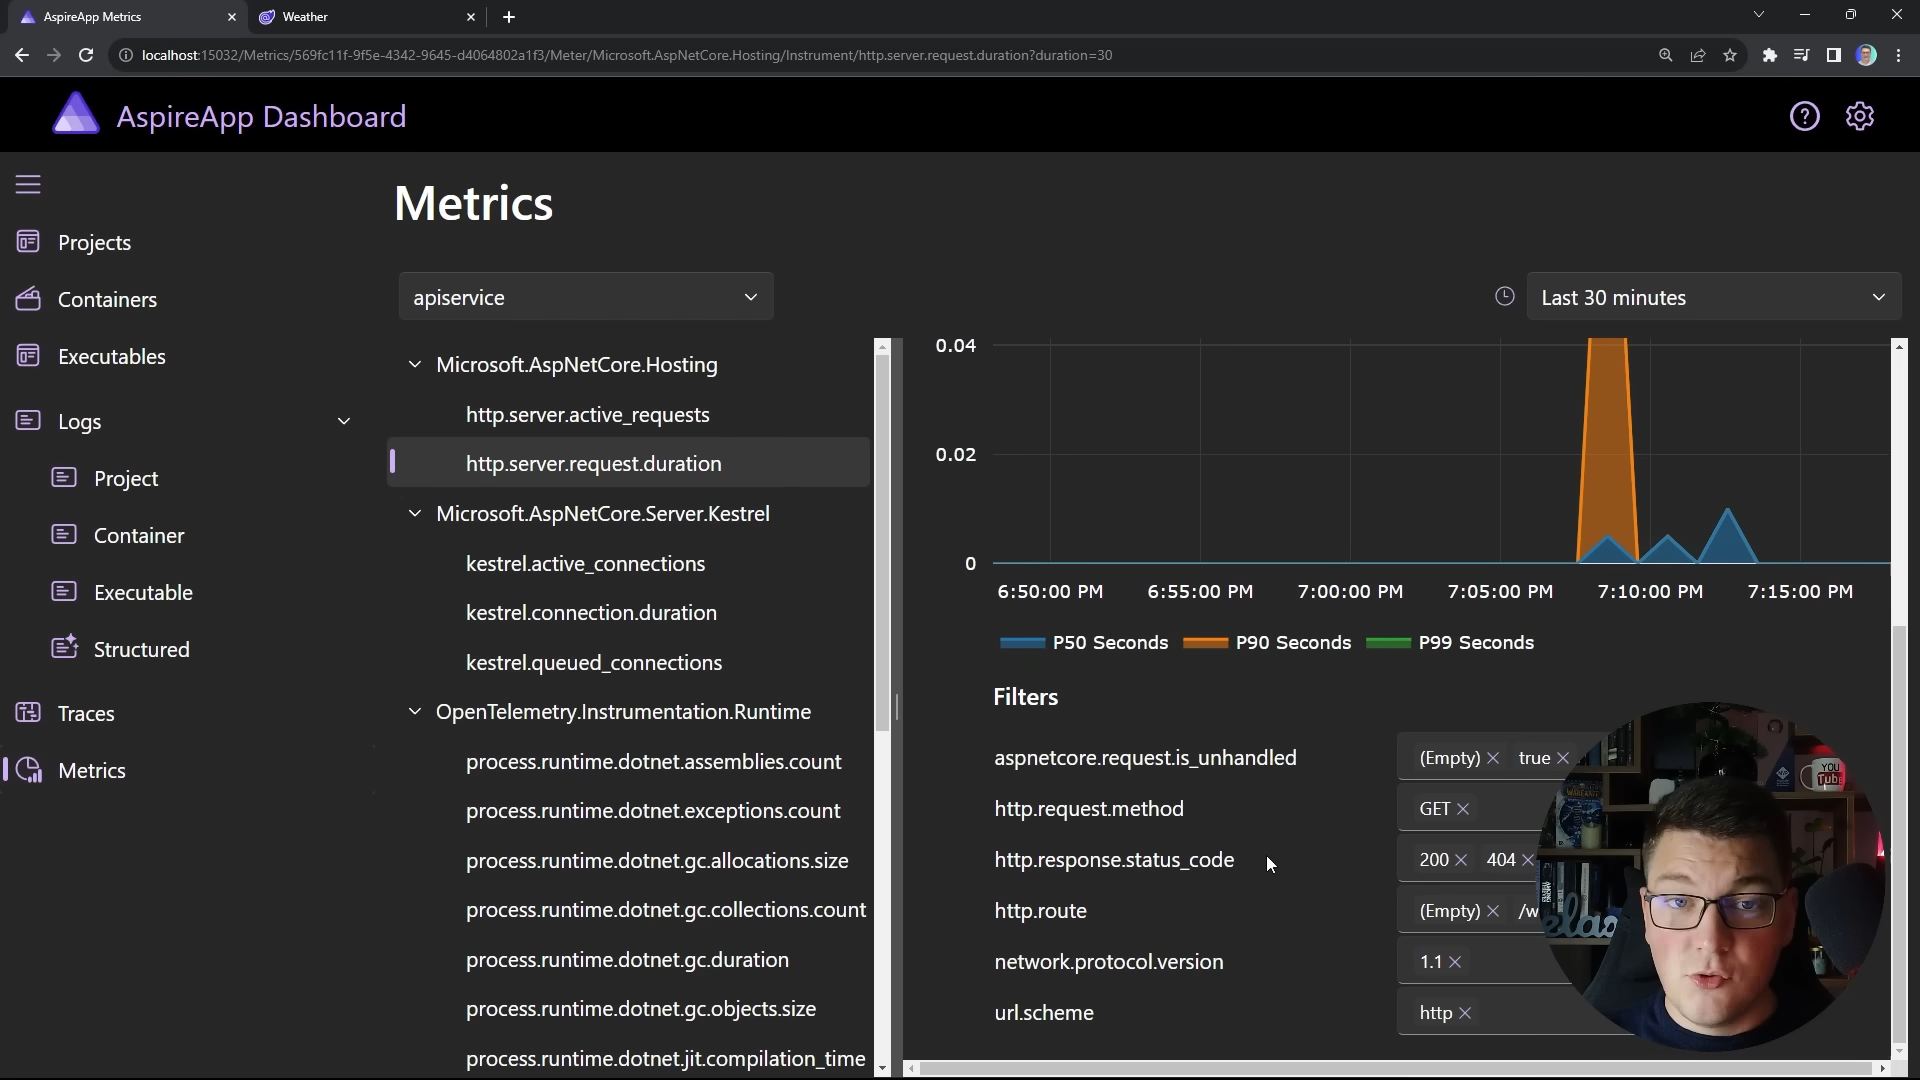 AspireApp Metrics
Weather
localhost:15032/Metrics/569fc11f-9f5e-4342-9645-d4064802a1f3/Meter/Microsoft.AspNetCore.Hosting/Instrument/http.server.request.duration?duration=30
AspireApp Dashboard
Projects
Containers
Executables
Logs
Project
Container
Executable
Structured
Traces
Metrics
Metrics
apiservice
Last 30 minutes
Microsoft.AspNetCore.Hosting
http.server.active_requests
http.server.request.duration
Microsoft.AspNetCore.Server.Kestrel
kestrel.active_connections
kestrel.connection.duration
kestrel.queued_connections
OpenTelemetry.Instrumentation.Runtime
process.runtime.dotnet.assemblies.count
process.runtime.dotnet.exceptions.count
process.runtime.dotnet.gc.allocations.size
process.runtime.dotnet.gc.collections.count
process.runtime.dotnet.gc.duration
process.runtime.dotnet.gc.objects.size
process.runtime.dotnet.jit.compilation_time
0.04
0.02
0
6:50:00 PM 6:55:00 PM 7:00:00 PM 7:05:00 PM 7:10:00 PM 7:15:00 PM
P50 Seconds P90 Seconds P99 Seconds
Filters
aspnetcore.request.is_unhandled (Empty) true
http.request.method GET
http.response.status_code 200 404
http.route (Empty) /w
network.protocol.version 1.1
url.scheme http
YOU
Tube